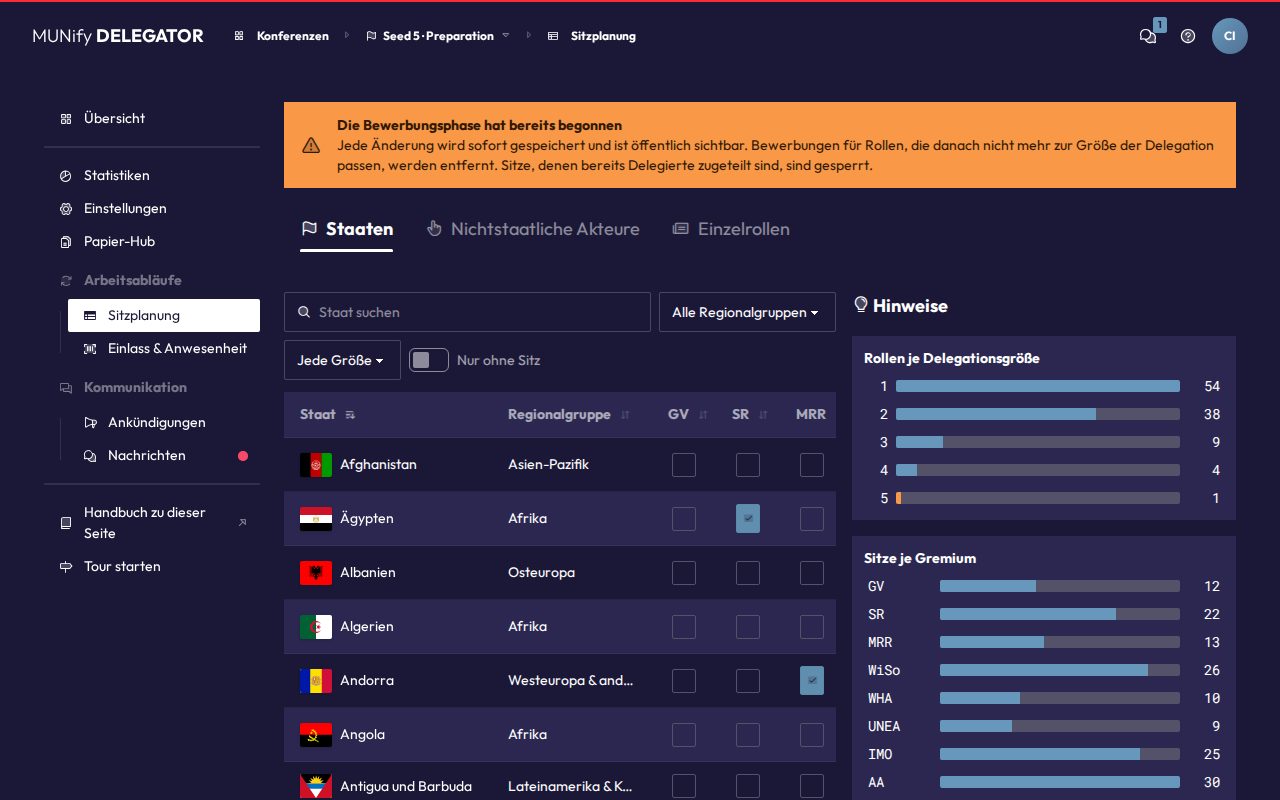 MUNify DELEGATOR
Konferenzen
Seed 5 · Preparation
Sitzplanung
1
CI
Übersicht
Statistiken
Einstellungen
Papier-Hub
Arbeitsabläufe
Sitzplanung
Einlass & Anwesenheit
Kommunikation
Ankündigungen
Nachrichten
Handbuch zu dieser
Seite
Tour starten
Die Bewerbungsphase hat bereits begonnen
Jede Änderung wird sofort gespeichert und ist öffentlich sichtbar. Bewerbungen für Rollen, die danach nicht mehr zur Größe der Delegation
passen, werden entfernt. Sitze, denen bereits Delegierte zugeteilt sind, sind gesperrt.
Staaten
Nichtstaatliche Akteure
Einzelrollen
Staat suchen
Alle Regionalgruppen
Jede Größe
Nur ohne Sitz
Staat Regionalgruppe GV SR MRR
Afghanistan Asien-Pazifik
Ägypten Afrika
Albanien Osteuropa
Algerien Afrika
Andorra Westeuropa & and…
Angola Afrika
Antigua und Barbuda Lateinamerika & K…
Hinweise
Rollen je Delegationsgröße
1 54
2 38
3 9
4 4
5 1
Sitze je Gremium
GV 12
SR 22
MRR 13
WiSo 26
WHA 10
UNEA 9
IMO 25
AA 30